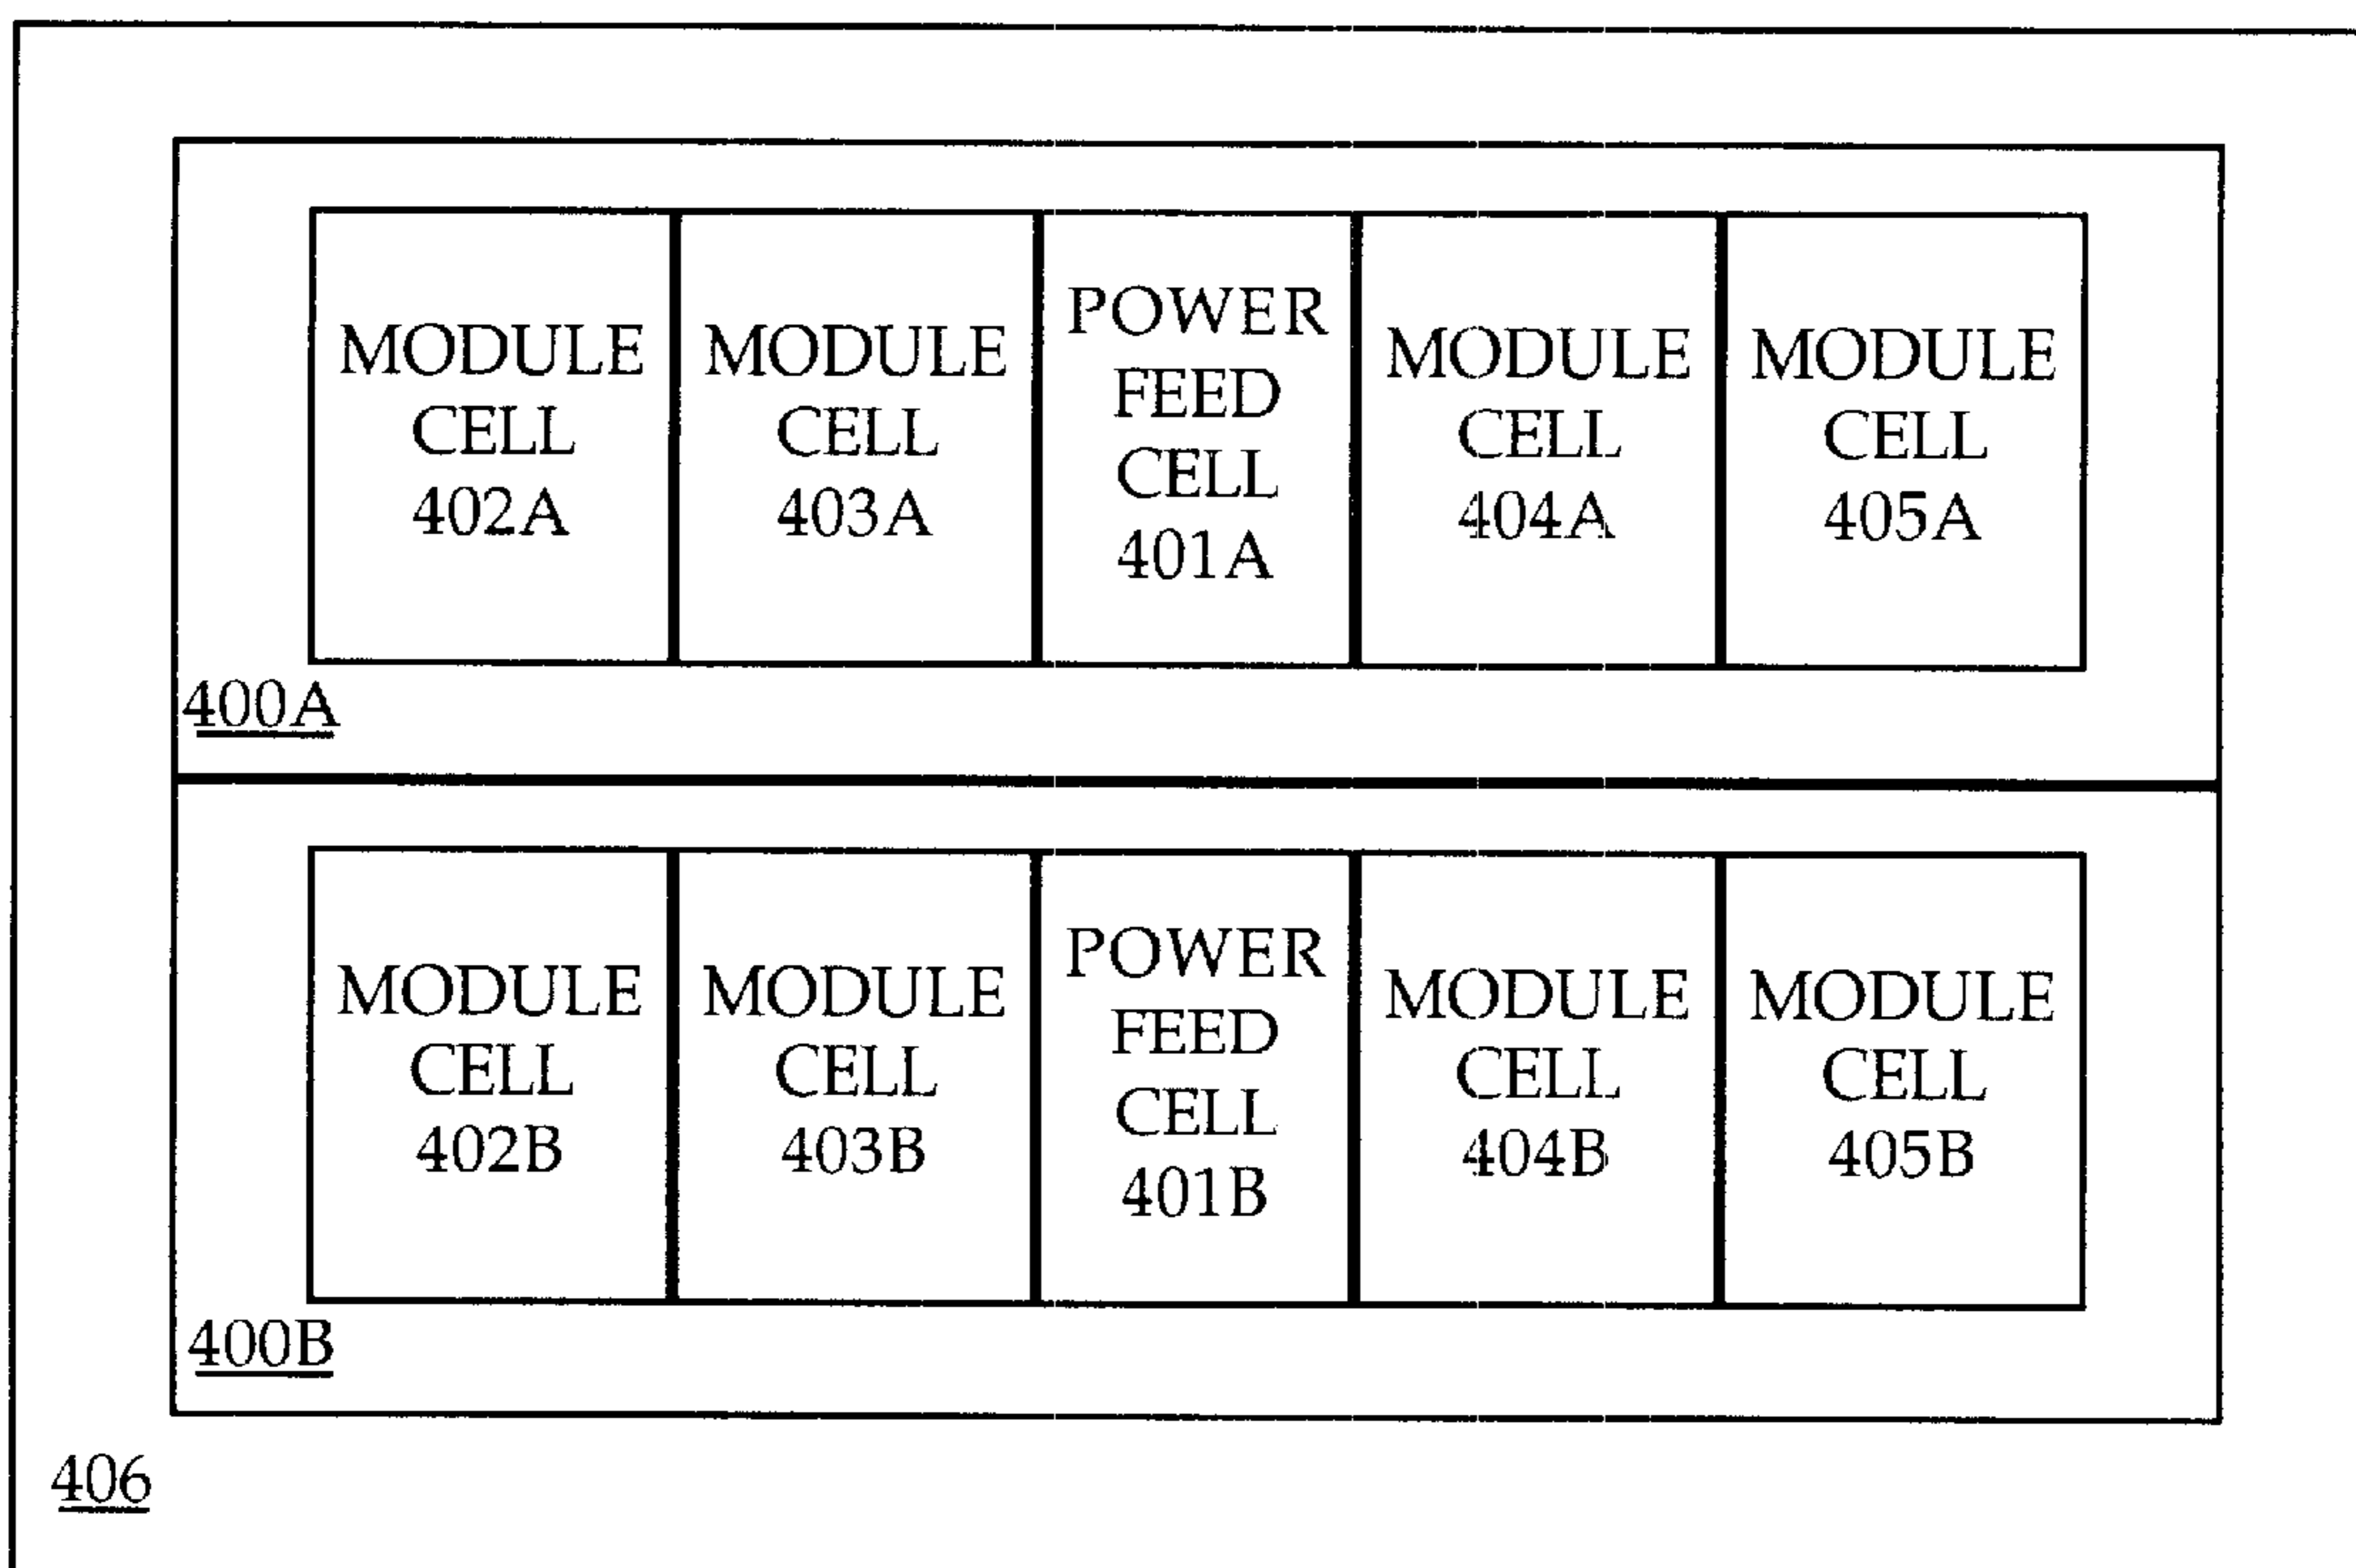 MODULE
CELL
402A
MODULE
CELL
403A
POWER
FEED
CELL
401A
MODULE
CELL
404A
MODULE
CELL
405A
400A
MODULE
CELL
402B
MODULE
CELL
403B
POWER
FEED
CELL
401B
MODULE
CELL
404B
MODULE
CELL
405B
400B
406